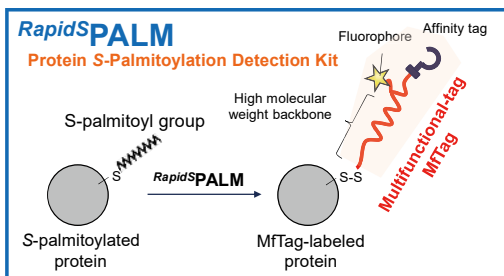 RapidSPALM
Protein S-Palmitoylation Detection Kit
Fluorophore
Affinity tag
High molecular
weight backbone
S-palmitoyl group
Multifunctional-tag
MfTag
S
RapidSPALM
S-S
S-palmitoylated
protein
MfTag-labeled
protein